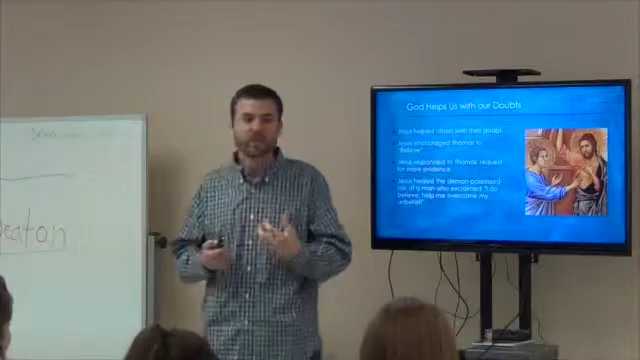 God Helps Us with our Doubts
Jesus helped others with their doubt.
Jesus encouraged Thomas to
"Believe"
Jesus responded to Thomas request
for more evidence.
Jesus healed the demon-possessed
son of a man who exclaimed "I do
believe; help me overcome my
unbelief!"
eaton